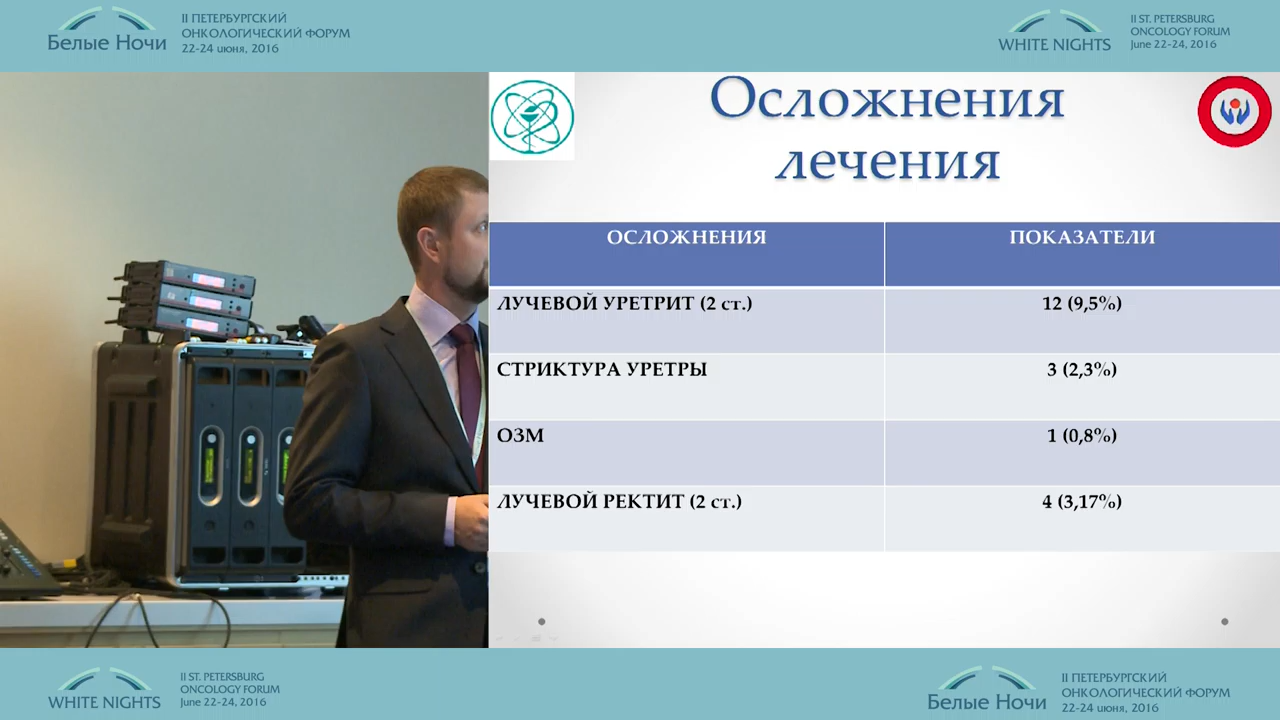 Белые Ночи
II ПЕТЕРБУРГСКИЙ
ОНКОЛОГИЧЕСКИЙ ФОРУМ
22-24 июня, 2016
WHITE NIGHTS
II ST. PETERSBURG
ONCOLOGY FORUM
June 22-24, 2016
Осложнения
лечения
ОСЛОЖНЕНИЯ ПОКАЗАТЕЛИ
ЛУЧЕВОЙ УРЕТРИТ (2 ст.) 12 (9,5%)
СТРИКТУРА УРЕТРЫ 3 (2,3%)
ОЗМ 1 (0,8%)
ЛУЧЕВОЙ РЕКТИТ (2 ст.) 4 (3,17%)
WHITE NIGHTS
II ST. PETERSBURG
ONCOLOGY FORUM
June 22-24, 2016
Белые Ночи
II ПЕТЕРБУРГСКИЙ
ОНКОЛОГИЧЕСКИЙ ФОРУМ
22-24 июня, 2016